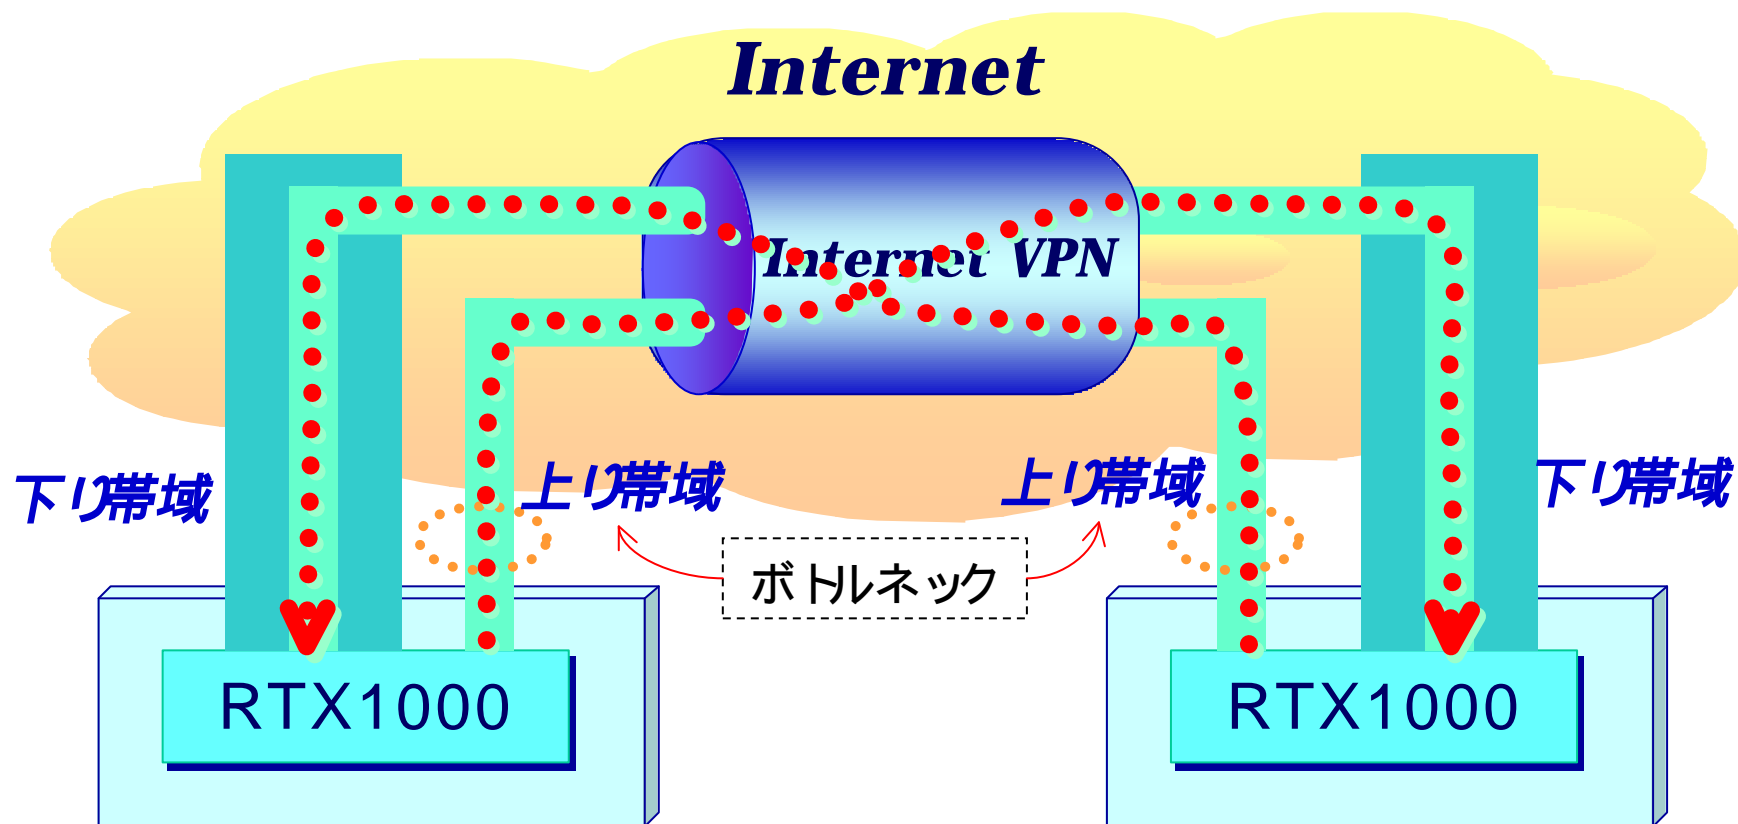 Internet
Internet VPN
下り帯域
上り帯域
上り帯域
下り帯域
ボトルネック
RTX1000
RTX1000